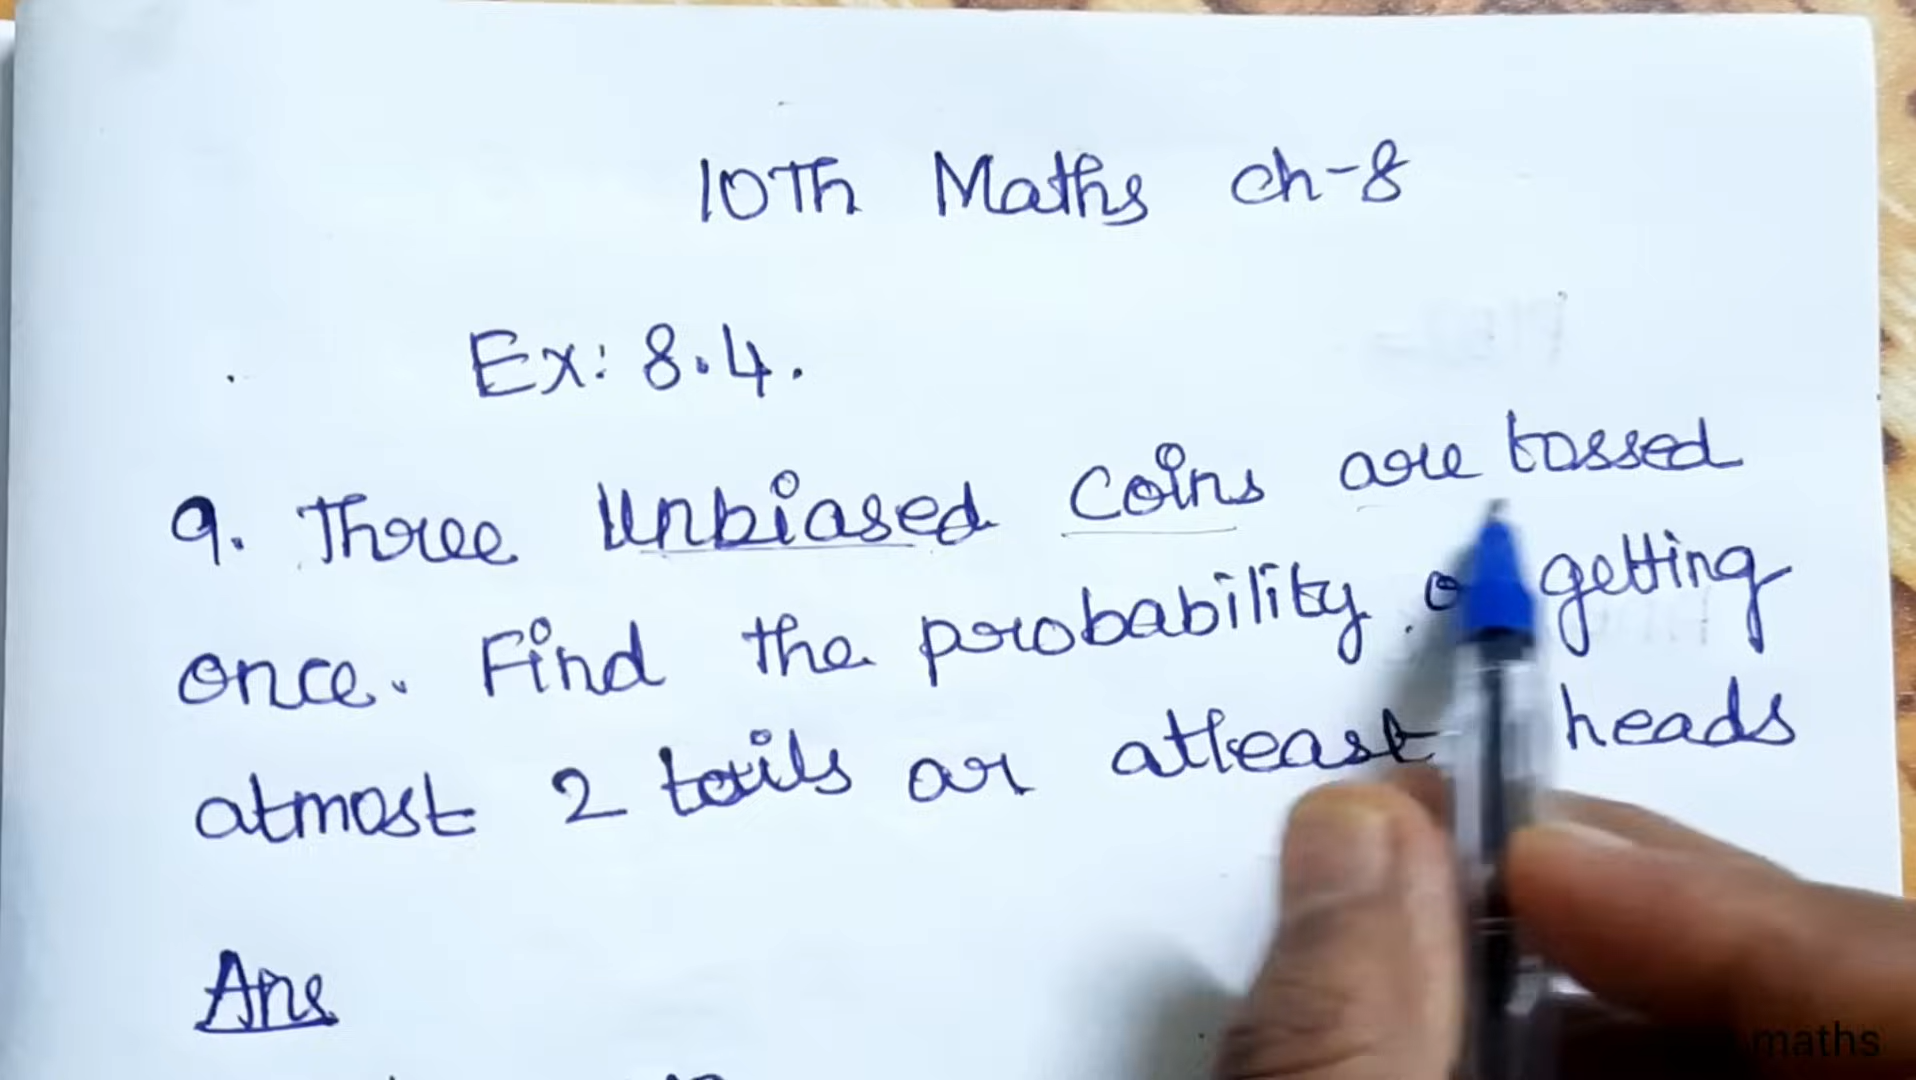 10Th Maths ch-8
Ex: 8.4.
9. Three Unbiased Coins are tossed
once. Find the probability getting
atmost 2 tails or atleast heads
Ans
maths